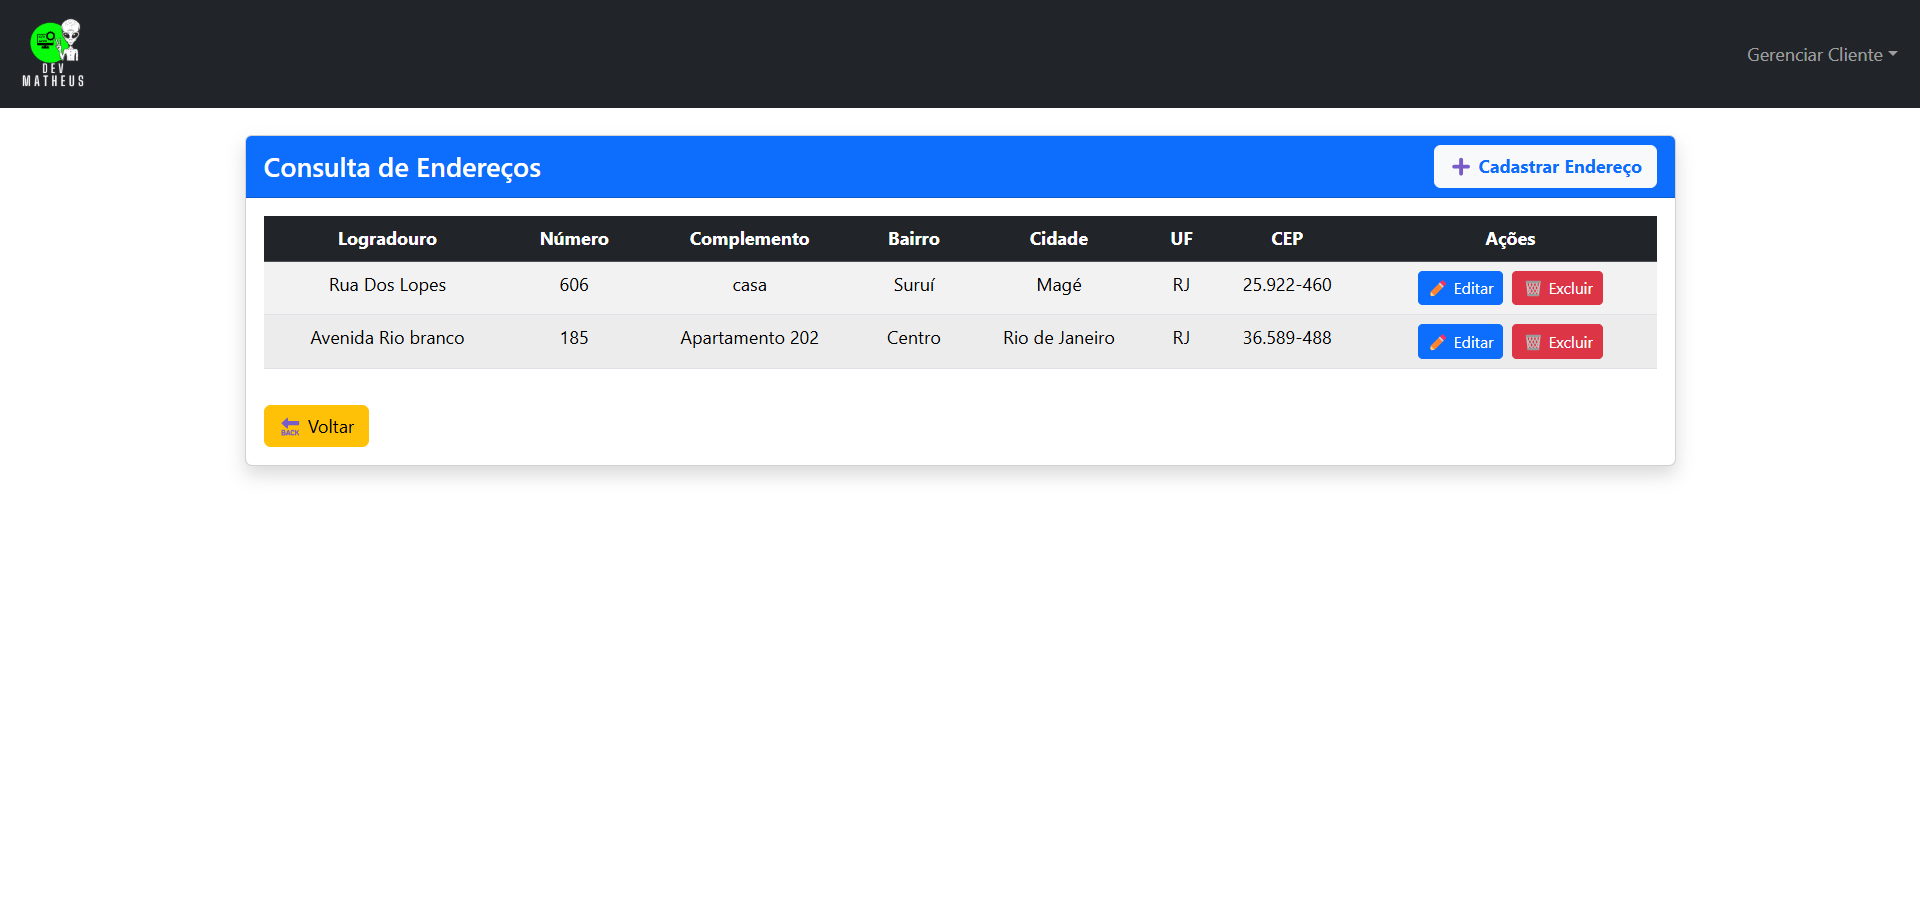 DEV
MATHEUS
Gerenciar Cliente
Consulta de Endereços
Cadastrar Endereço
Logradouro Número Complemento Bairro Cidade UF CEP Ações
Rua Dos Lopes 606 casa Suruí Magé RJ 25.922-460 Editar Excluir
Avenida Rio branco 185 Apartamento 202 Centro Rio de Janeiro RJ 36.589-488 Editar Excluir
BACK Voltar